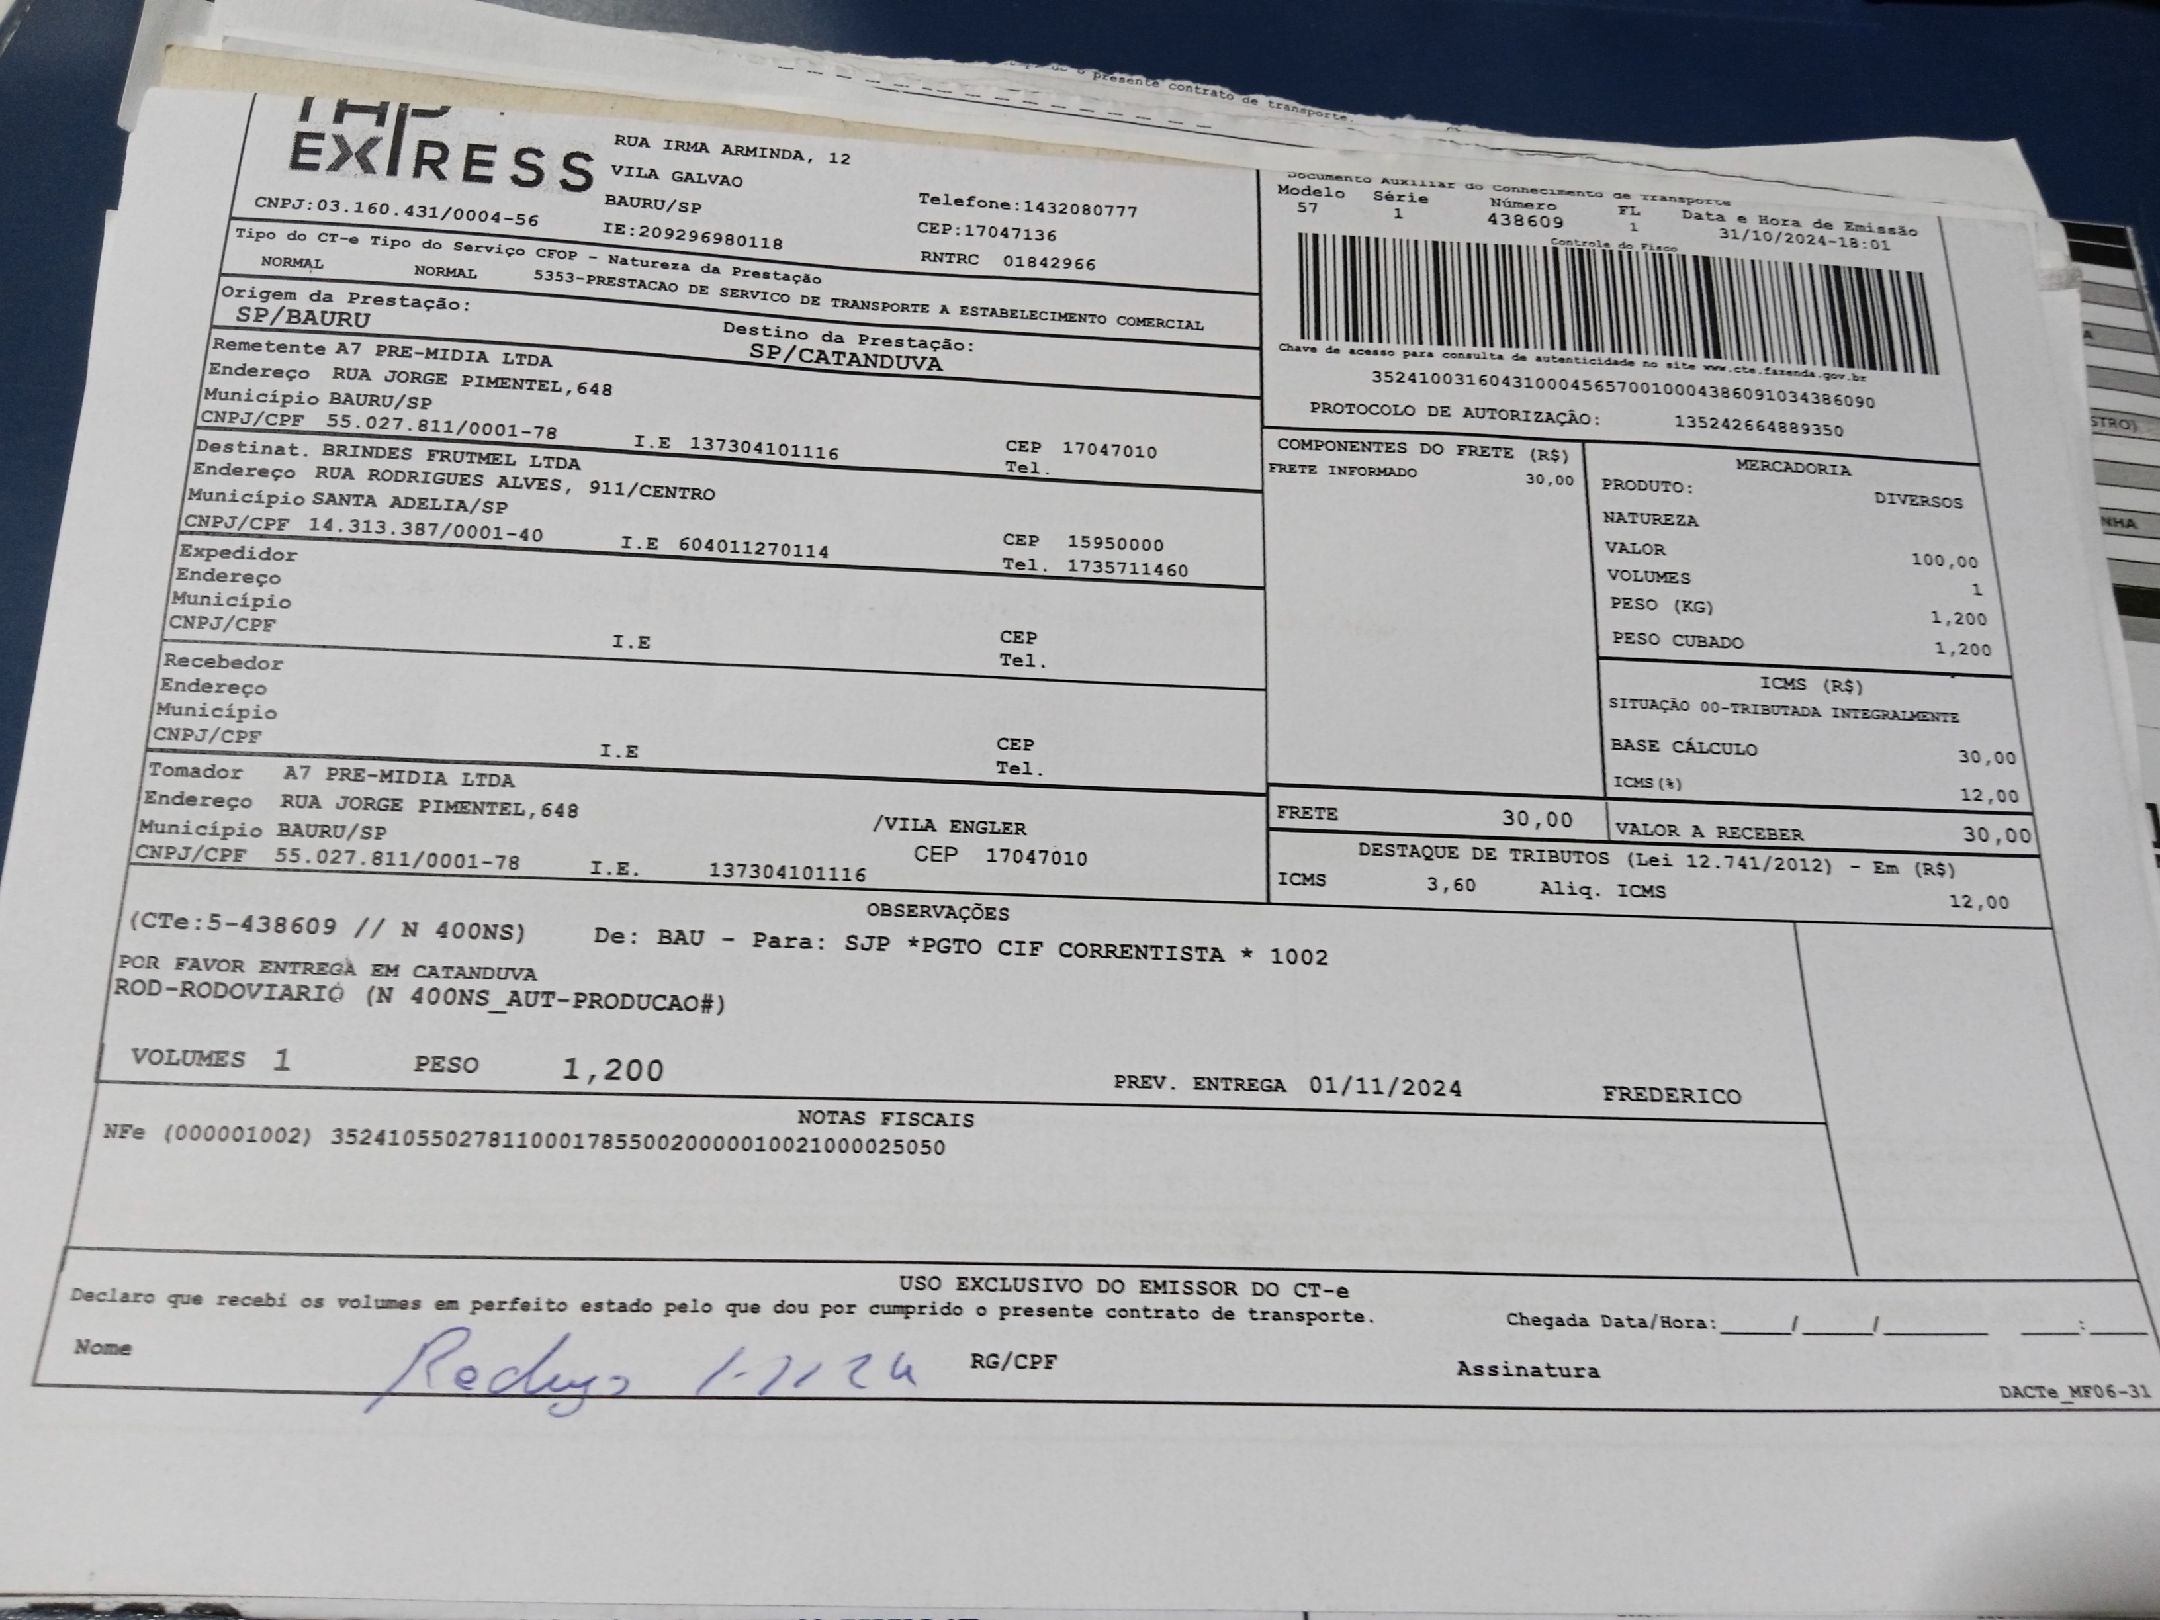 presente contrato de transporte.
EXPRESS
RUA IRMA ARMINDA, 12
VILA GALVAO
BAURU/SP
Telefone:1432080777
CNPJ:03.160.431/0004-56
IE:209296980118
CEP:17047136
RNTRC 01842966
Tipo do CT-e Tipo do Serviço CFOP - Natureza da Prestação
NORMAL NORMAL 5353-PRESTACAO DE SERVICO DE TRANSPORTE A ESTABELECIMENTO COMERCIAL
Origem da Prestação:
SP/BAURU
Destino da Prestação:
SP/CATANDUVA
Documento Auxiliar do Conhecimento de Transporte
Modelo Série Número FL Data e Hora de Emissão
57 1 438609 1 31/10/2024-18:01
Controle do Fisco
Chave de acesso para consulta de autenticidade no site www.cte.fazenda.gov.br
35241003160431000456570010004386091034386090
PROTOCOLO DE AUTORIZAÇÃO: 135242664889350
Remetente A7 PRE-MIDIA LTDA
Endereço RUA JORGE PIMENTEL,648
Município BAURU/SP
CNPJ/CPF 55.027.811/0001-78 I.E 137304101116 CEP 17047010
Tel.
Destinat. BRINDES FRUTMEL LTDA
Endereço RUA RODRIGUES ALVES, 911/CENTRO
Município SANTA ADELIA/SP
CNPJ/CPF 14.313.387/0001-40 I.E 604011270114 CEP 15950000
Tel. 1735711460
Expedidor
Endereço
Município
CNPJ/CPF I.E CEP
Tel.
Recebedor
Endereço
Município
CNPJ/CPF I.E CEP
Tel.
Tomador A7 PRE-MIDIA LTDA
Endereço RUA JORGE PIMENTEL,648 /VILA ENGLER
Município BAURU/SP CEP 17047010
CNPJ/CPF 55.027.811/0001-78 I.E. 137304101116
COMPONENTES DO FRETE (R$)
FRETE INFORMADO 30,00
MERCADORIA
PRODUTO: DIVERSOS
NATUREZA
VALOR 100,00
VOLUMES 1
PESO (KG) 1,200
PESO CUBADO 1,200
ICMS (R$)
SITUAÇÃO 00-TRIBUTADA INTEGRALMENTE
BASE CÁLCULO 30,00
ICMS(%) 12,00
FRETE 30,00 VALOR A RECEBER 30,00
DESTAQUE DE TRIBUTOS (Lei 12.741/2012) - Em (R$)
ICMS 3,60 Aliq. ICMS 12,00
OBSERVAÇÕES
(CTe:5-438609 // N 400NS) De: BAU - Para: SJP *PGTO CIF CORRENTISTA * 1002
POR FAVOR ENTREGA EM CATANDUVA
ROD-RODOVIARIO (N 400NS_AUT-PRODUCAO#)
VOLUMES 1 PESO 1,200 PREV. ENTREGA 01/11/2024 FREDERICO
NOTAS FISCAIS
NFe (000001002) 35241055027811000178550020000010021000025050
USO EXCLUSIVO DO EMISSOR DO CT-e
Declaro que recebi os volumes em perfeito estado pelo que dou por cumprido o presente contrato de transporte. Chegada Data/Hora:____/____/______ ___:___
Nome RG/CPF Assinatura
DACTe_MF06-31